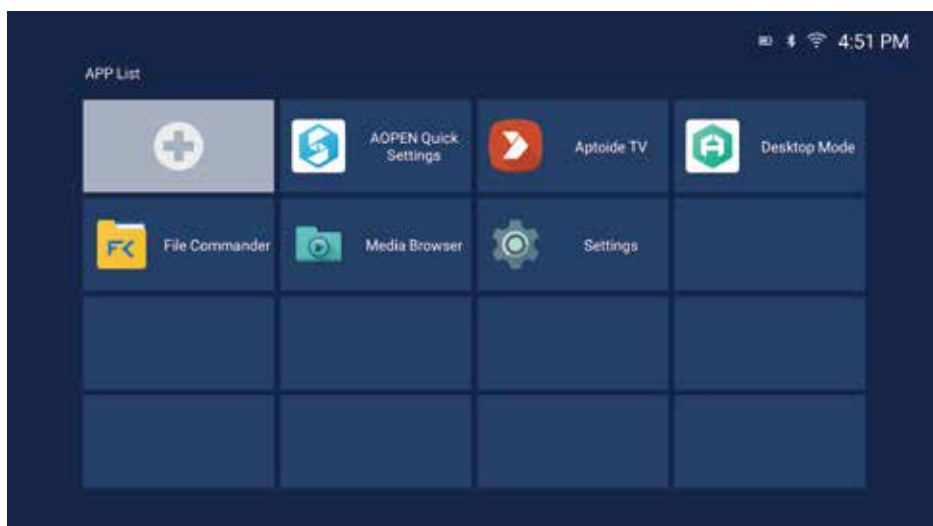 4:51 PM
APP List
AOPEN Quick
Settings
Aptoide TV
Desktop Mode
File Commander
Media Browser
Settings